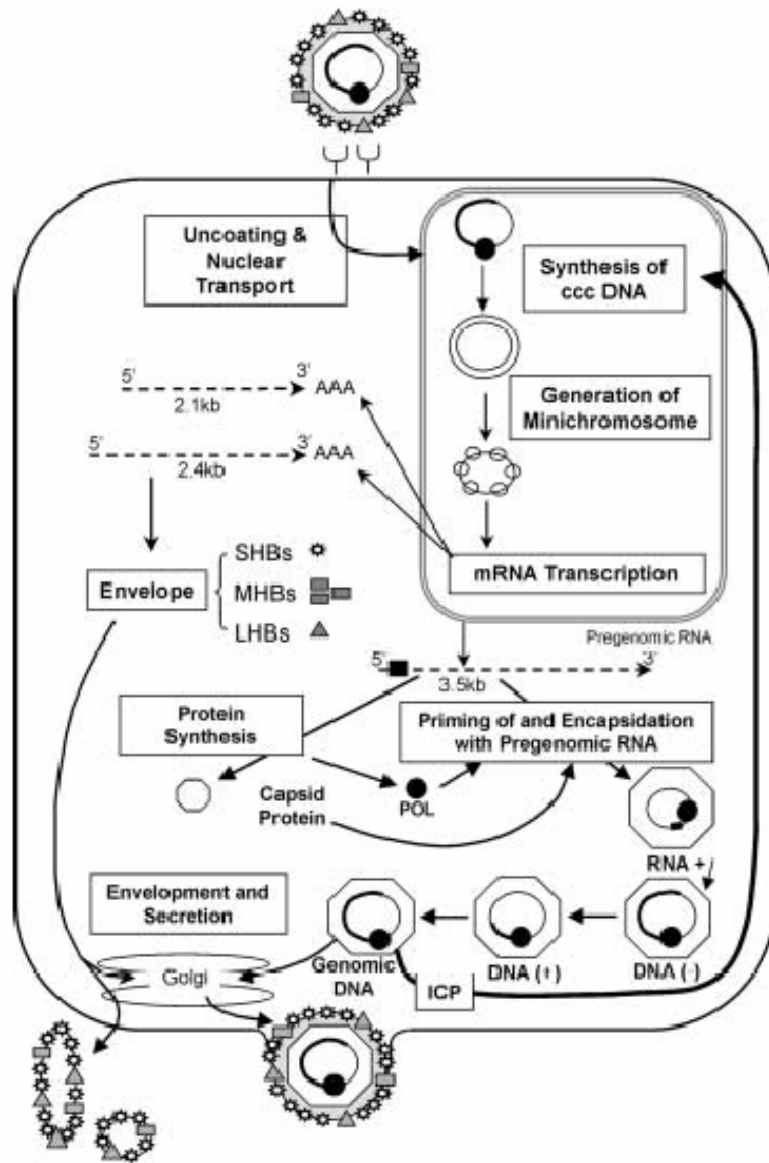 Uncoating &
Nuclear
Transport
Synthesis of
ccc DNA
5'
3'
AAA
2.1kb
Generation of
Minichromosome
5'
3'
AAA
2.4kb
SHBs
Envelope
MHBs
LHBs
mRNA Transcription
Pregenomic RNA
5'
3'
3.5kb
Protein
Synthesis
Priming of and Encapsidation
with Pregenomic RNA
Capsid
Protein
POL
RNA +
Envelopment and
Secretion
Golgi
Genomic
DNA
ICP
DNA (+)
DNA (-)